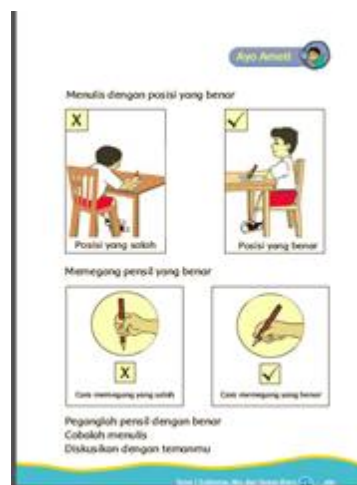 Ayo Amati
Menulis dengan posisi yang benar
X
Posisi yang salah
Posisi yang benar
Memegang pensil yang benar
X
Cara memegang yang salah
Cara memegang yang benar
Peganglah pensil dengan benar
Cobalah menulis
Diskusikan dengan temanmu